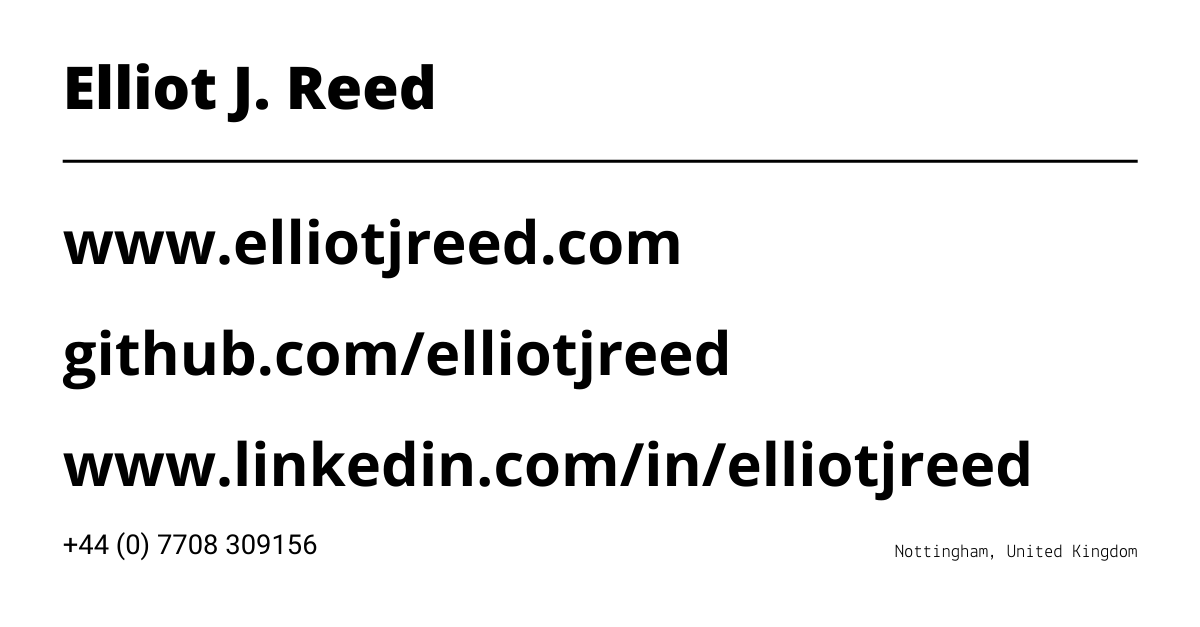 Elliot J. Reed
www.elliotjreed.com
github.com/elliotjreed
www.linkedin.com/in/elliotjreed
+44 (0) 7708 309156
Nottingham, United Kingdom